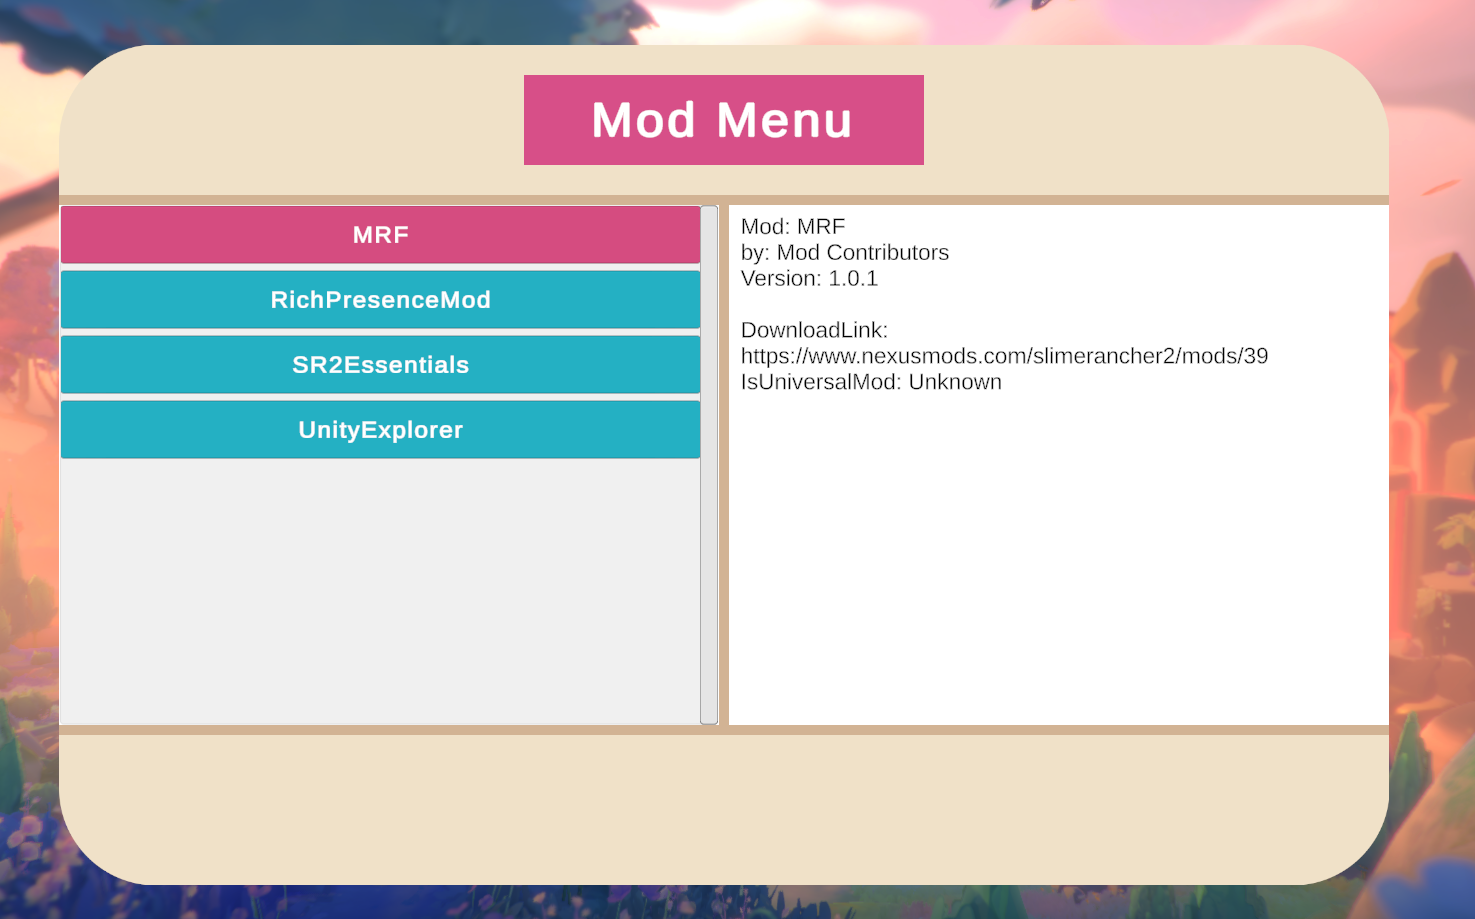 Mod Menu
MRF
RichPresenceMod
SR2Essentials
UnityExplorer
Mod: MRF
by: Mod Contributors
Version: 1.0.1
DownloadLink:
https://www.nexusmods.com/slimerancher2/mods/39
IsUniversalMod: Unknown